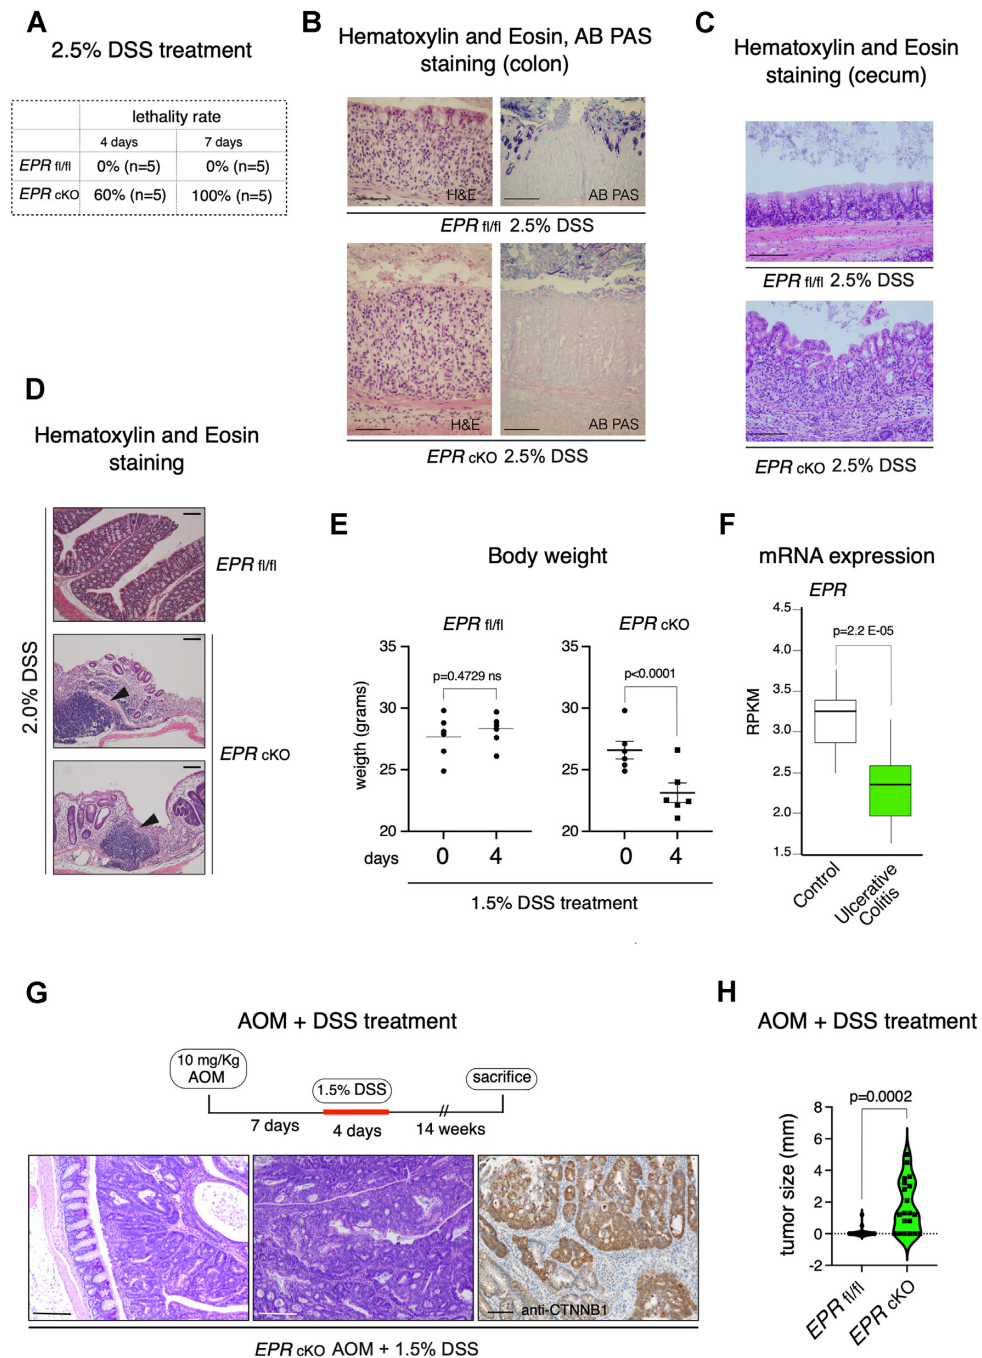 A
2.5% DSS treatment
lethality rate
4 days 7 days
EPR fl/fl 0% (n=5) 0% (n=5)
EPR cKO 60% (n=5) 100% (n=5)
B
Hematoxylin and Eosin, AB PAS
staining (colon)
H&E AB PAS
EPR fl/fl 2.5% DSS
H&E AB PAS
EPR cKO 2.5% DSS
C
Hematoxylin and Eosin
staining (cecum)
EPR fl/fl 2.5% DSS
EPR cKO 2.5% DSS
D
Hematoxylin and Eosin
staining
2.0% DSS
EPR fl/fl
EPR cKO
E
Body weight
EPR fl/fl EPR cKO
weigth (grams)
35
30
25
20
p=0.4729 ns
35
30
25
20
p<0.0001
days 0 4 0 4
1.5% DSS treatment
F
mRNA expression
EPR
RPKM
4.5
4.0
3.5
3.0
2.5
2.0
1.5
p=2.2 E-05
Control
Ulcerative
Colitis
G
AOM + DSS treatment
10 mg/Kg
AOM
1.5% DSS
sacrifice
7 days 4 days 14 weeks
anti-CTNNB1
EPR cKO AOM + 1.5% DSS
H
AOM + DSS treatment
p=0.0002
tumor size (mm)
8
6
4
2
0
-2
EPR fl/fl
EPR cKO